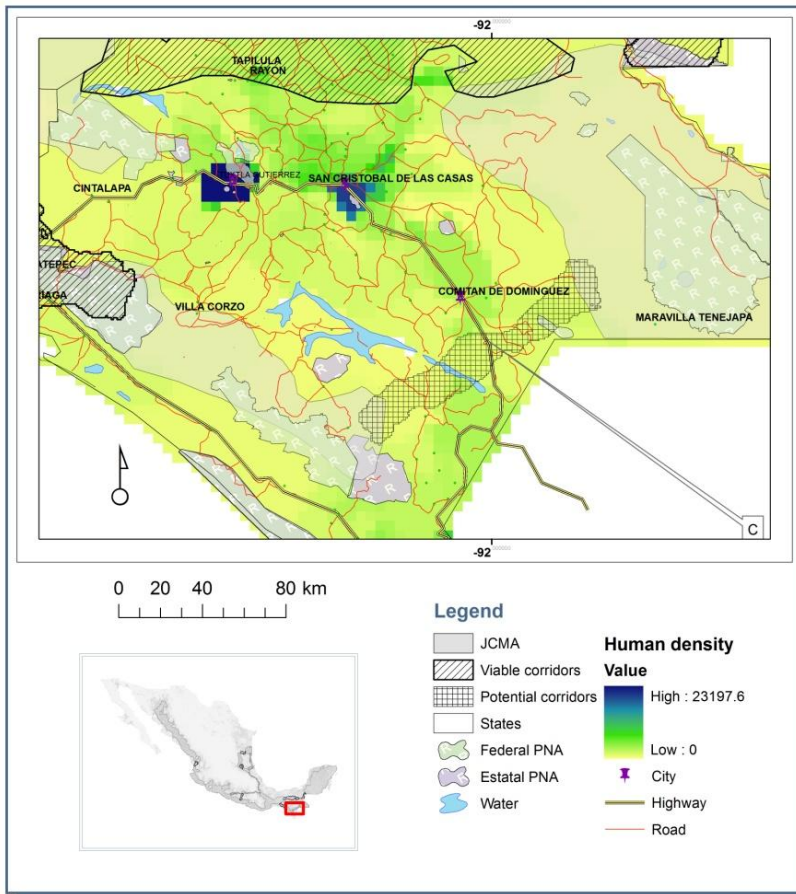 -92
TAPILULA
RAYON
SAN CRISTOBAL DE LAS CASAS
CINTALAPA
COMITAN DE DOMINGUEZ
VILLA CORZO
MARAVILLA TENEJAPA
C
-92
0 20 40 80 km
Legend
JCMA
Viable corridors
Potential corridors
States
Federal PNA
Estatal PNA
Water
Human density
Value
High : 23197.6
Low : 0
City
Highway
Road